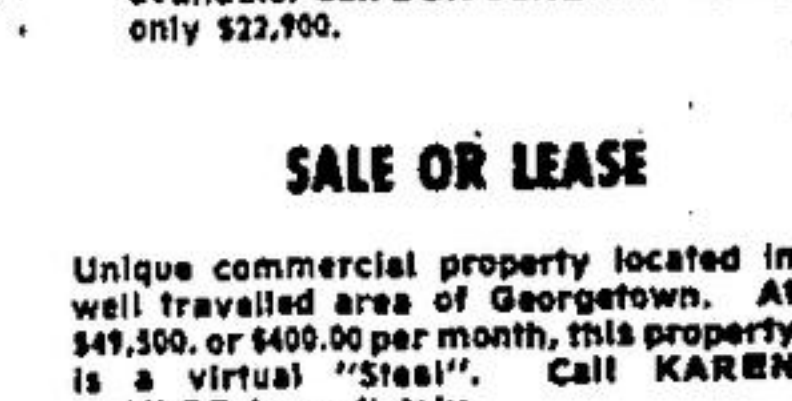 only $22,900.
SALE OR LEASE
Unique commercial property located in
well travelled area of Georgetown. At
$49,500. or $400.00 per month, this property
is a virtual "Steal". Call KAREN